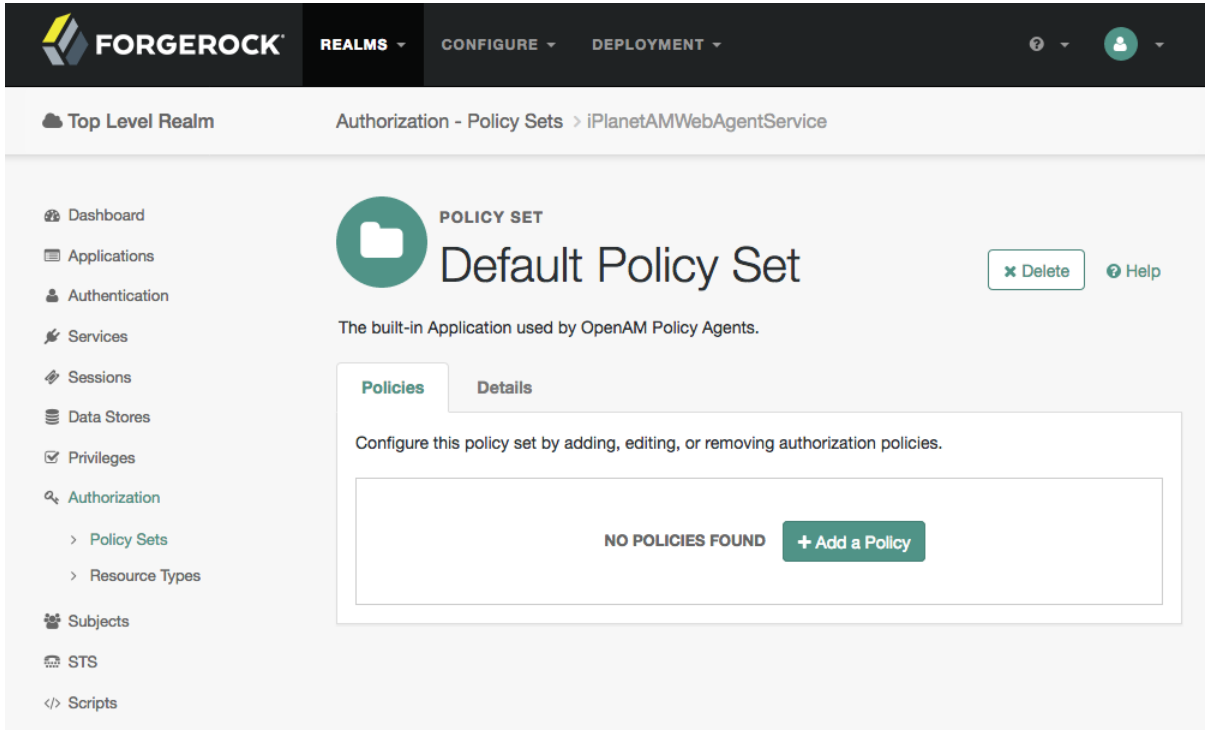 FORGEROCK REALMS CONFIGURE DEPLOYMENT
Top Level Realm
Authorization - Policy Sets > iPlanetAMWebAgentService
Dashboard
Applications
Authentication
Services
Sessions
Data Stores
Privileges
Authorization
> Policy Sets
> Resource Types
Subjects
STS
</> Scripts
POLICY SET
Default Policy Set
× Delete ? Help
The built-in Application used by OpenAM Policy Agents.
Policies Details
Configure this policy set by adding, editing, or removing authorization policies.
NO POLICIES FOUND + Add a Policy